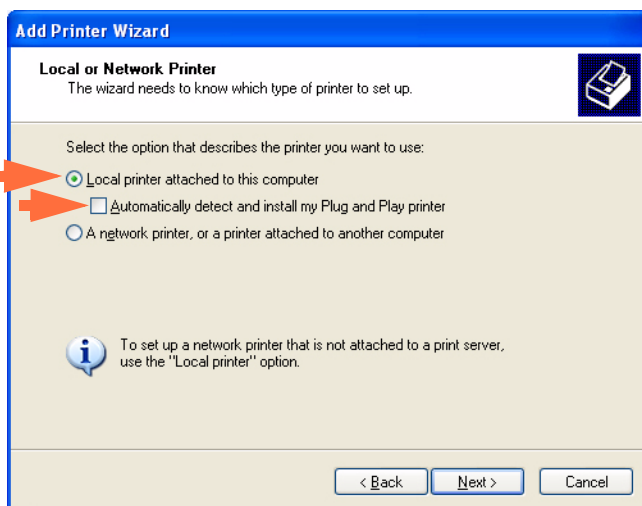 Add Printer Wizard
Local or Network Printer
The wizard needs to know which type of printer to set up.
Select the option that describes the printer you want to use:
Local printer attached to this computer
Automatically detect and install my Plug and Play printer
A network printer, or a printer attached to another computer
To set up a network printer that is not attached to a print server,
use the "Local printer" option.
< Back Next > Cancel